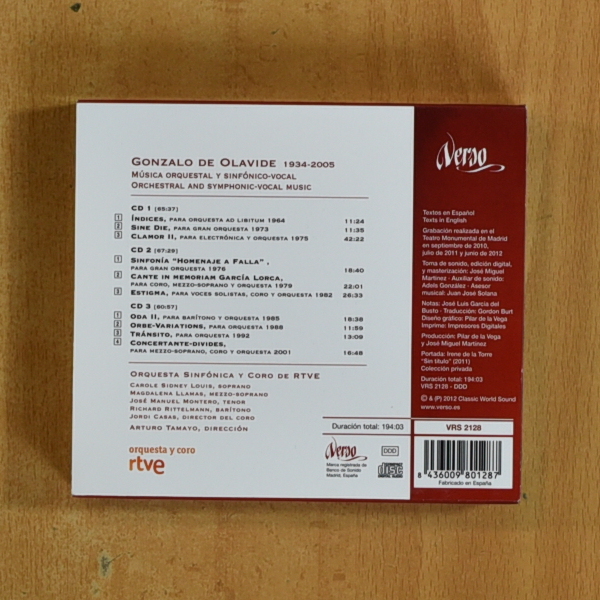 GONZALO DE OLAVIDE 1934-2005
MÚSICA ORQUESTAL Y SINFÓNICO-VOCAL
ORCHESTRAL AND SYMPHONIC-VOCAL MUSIC
CD 1 [65:37]
1 ÍNDICES, PARA ORQUESTA AD LIBITUM 1964 11:24
2 SINE DIE, PARA GRAN ORQUESTA 1973 11:35
3 CLAMOR II, PARA ELECTRÓNICA Y ORQUESTA 1975 42:22
CD 2 [67:29]
1 SINFONÍA "HOMENAJE A FALLA" ,
PARA GRAN ORQUESTA 1976 18:40
2 CANTE IN MEMORIAM GARCÍA LORCA,
PARA CORO, MEZZO-SOPRANO Y ORQUESTA 1979 22:01
3 ESTIGMA, PARA VOCES SOLISTAS, CORO Y ORQUESTA 1982 26:33
CD 3 [60:57]
1 ODA II, PARA BARÍTONO Y ORQUESTA 1985 18:38
2 ORBE-VARIATIONS, PARA ORQUESTA 1988 11:59
3 TRÁNSITO, PARA ORQUESTA 1992 13:09
4 CONCERTANTE-DIVIDES,
PARA MEZZO-SOPRANO, CORO Y ORQUESTA 2001 16:48
ORQUESTA SINFÓNICA Y CORO DE RTVE
CAROLE SIDNEY LOUIS, SOPRANO
MAGDALENA LLAMAS, MEZZO-SOPRANO
JOSÉ MANUEL MONTERO, TENOR
RICHARD RITTELMANN, BARÍTONO
JORDI CASAS, DIRECTOR DEL CORO
ARTURO TAMAYO, DIRECCIÓN
orquesta y coro
rtve
Duración total: 194:03
Verso
Marca registrada de
Banco de Sonido
Madrid, España
DDD
COMPACT
disc
DIGITAL AUDIO
Verso
Textos en Español
Texts in English
Grabación realizada en el
Teatro Monumental de Madrid
en septiembre de 2010,
julio de 2011 y junio de 2012
Toma de sonido, edición digital,
y masterización: José Miguel
Martínez - Auxiliar de sonido:
Adels González - Asesor
musical: Juan José Solana
Notas: José Luis García del
Busto - Traducción: Gordon Burt
Diseño gráfico: Pilar de la Vega
Imprime: Impresores Digitales
Producción: Pilar de la Vega
y José Miguel Martínez
Portada: Irene de la Torre
"Sin título" (2011)
Colección privada
Duración total: 194:03
VRS 2128 - DDD
© & (P) 2012 Classic World Sound
www.verso.es
VRS 2128
8 436009 801287
Fabricado en España